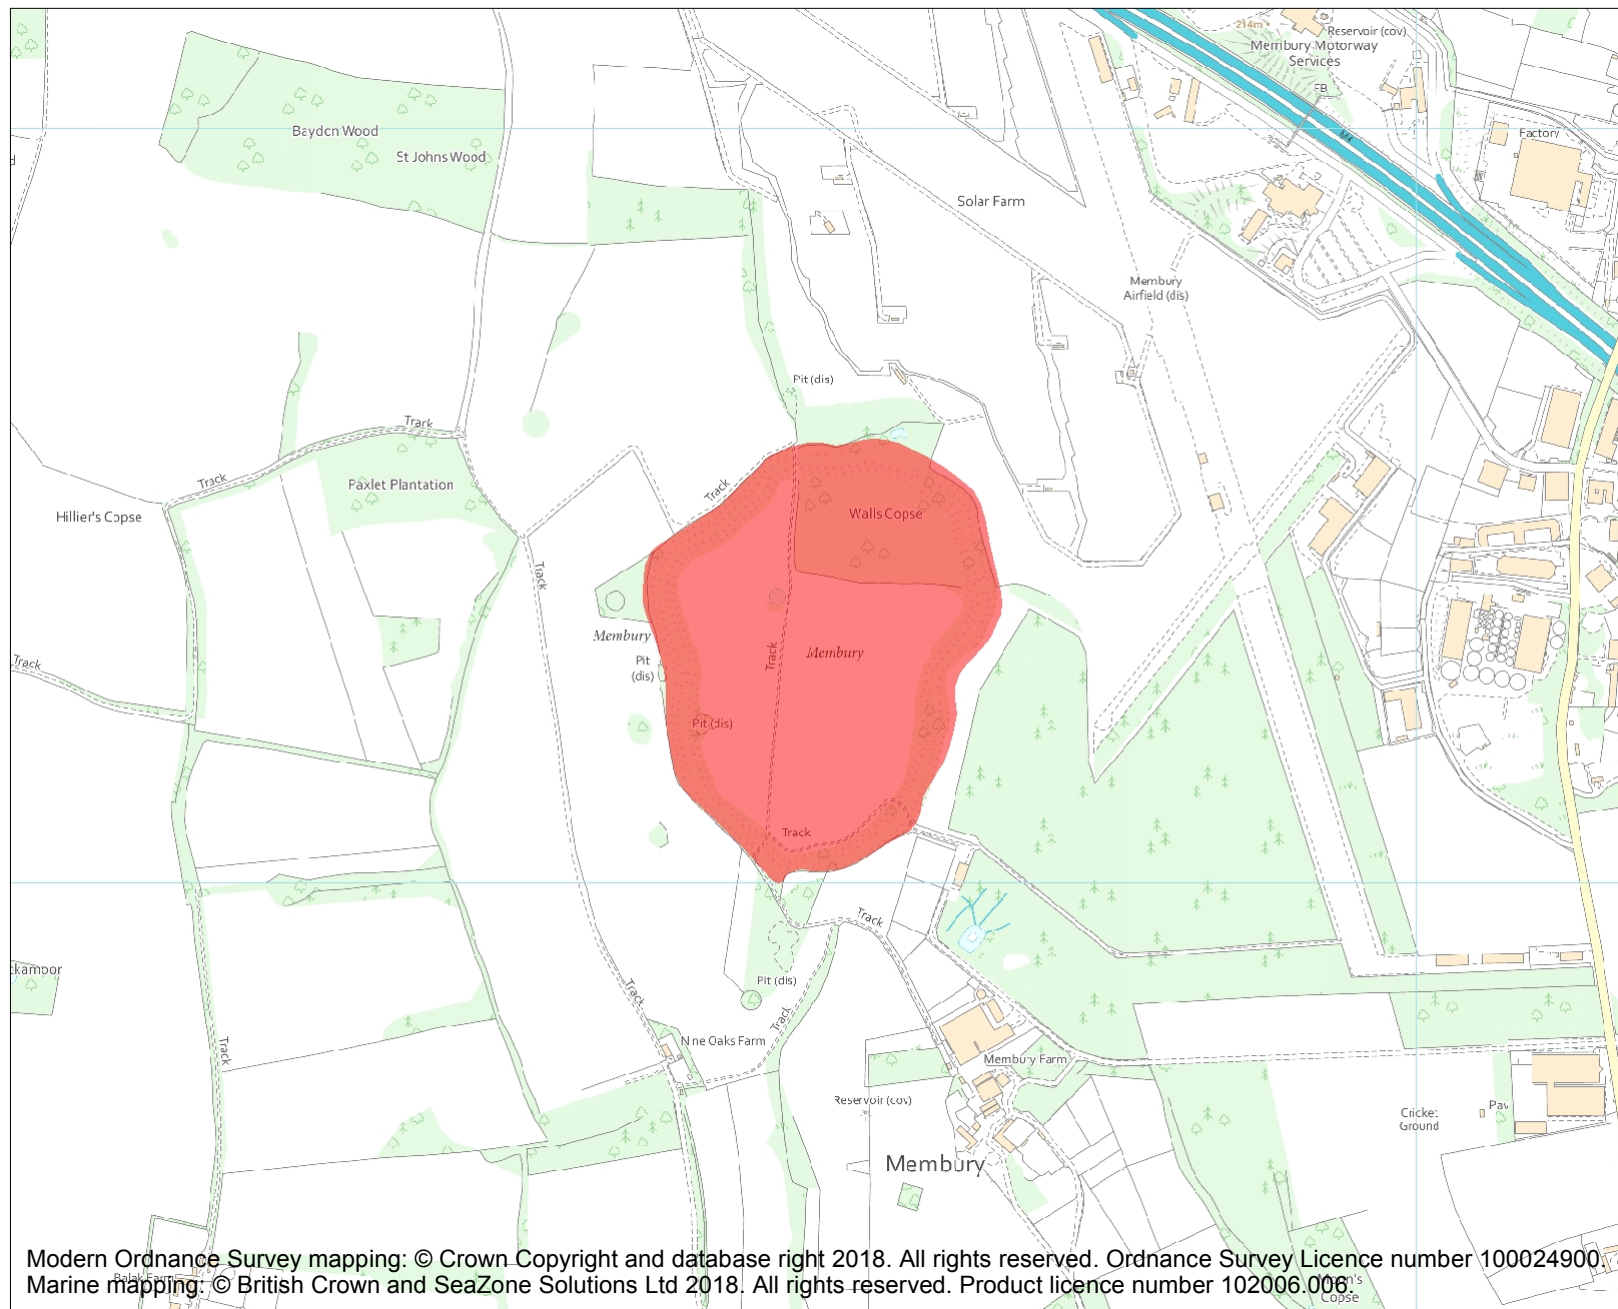 214m
Reservoir (cov)
Membury Motorway
Services
FB
M4
Factory
Baydon Wood
St Johns Wood
d
Solar Farm
Membury
Airfield (dis)
Pit (dis)
Track
Track
Paxlet Plantation
Track
Hillier's Copse
Walls Copse
Track
Membury
Pit
(dis)
Track
Membury
Track
Pit (dis)
Track
Track
ckamoor
Track
Pit (dis)
Track
Track
Nine Oaks Farm
Membury Farm
Reservoir (cov)
Cricket
Ground
Pav
Membury
Modern Ordnance Survey mapping: © Crown Copyright and database right 2018. All rights reserved. Ordnance Survey Licence number 100024900.
Marine mapping: © British Crown and SeaZone Solutions Ltd 2018. All rights reserved. Product licence number 102006.006.
Balak Farm
Copse